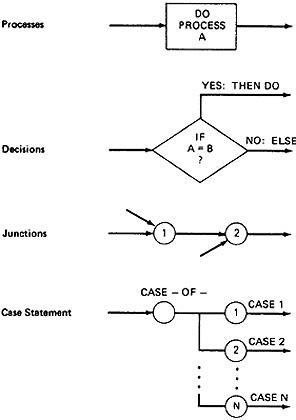 Processes
DO
PROCESS
A
YES: THEN DO
Decisions
IF
A = B
?
NO: ELSE
Junctions
1
2
CASE – OF –
Case Statement
1
CASE 1
2
CASE 2
N
CASE N